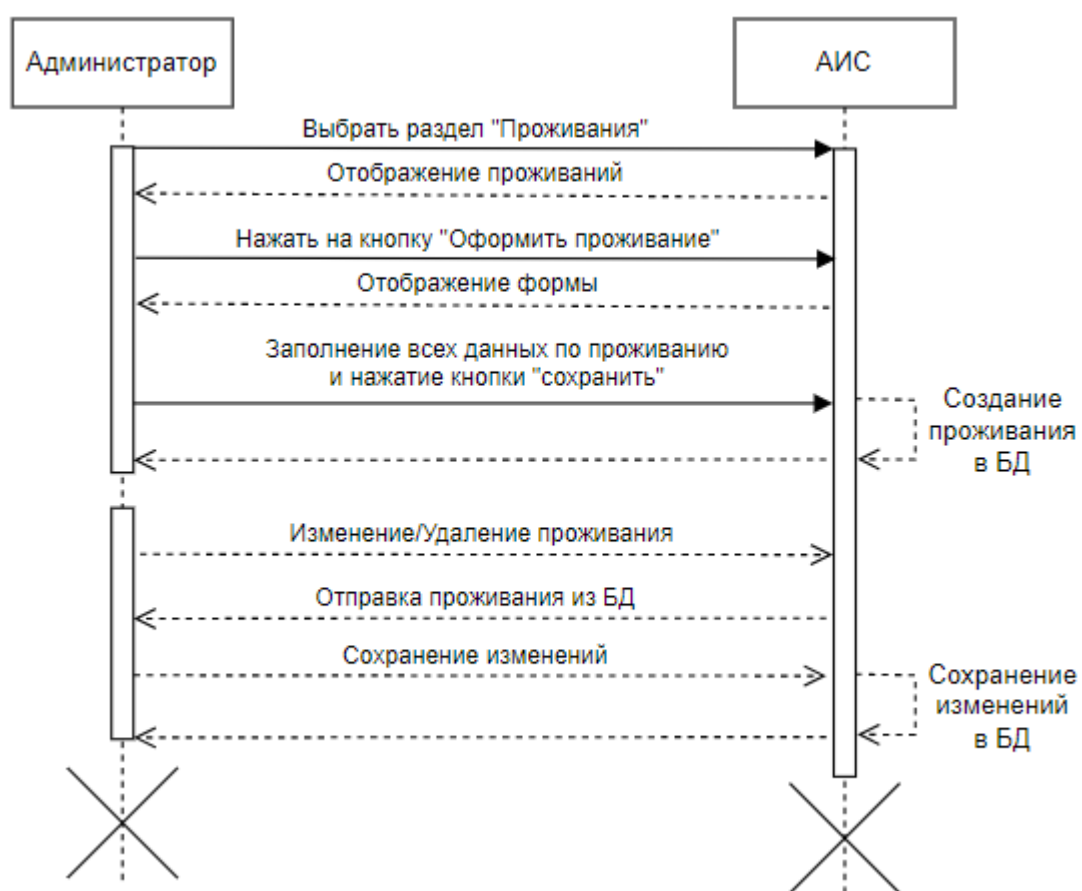 Администратор
АИС
Выбрать раздел "Проживания"
Отображение проживаний
Нажать на кнопку "Оформить проживание"
Отображение формы
Заполнение всех данных по проживанию
и нажатие кнопки "сохранить"
Создание
проживания
в БД
Изменение/Удаление проживания
Отправка проживания из БД
Сохранение изменений
Сохранение
изменений
в БД